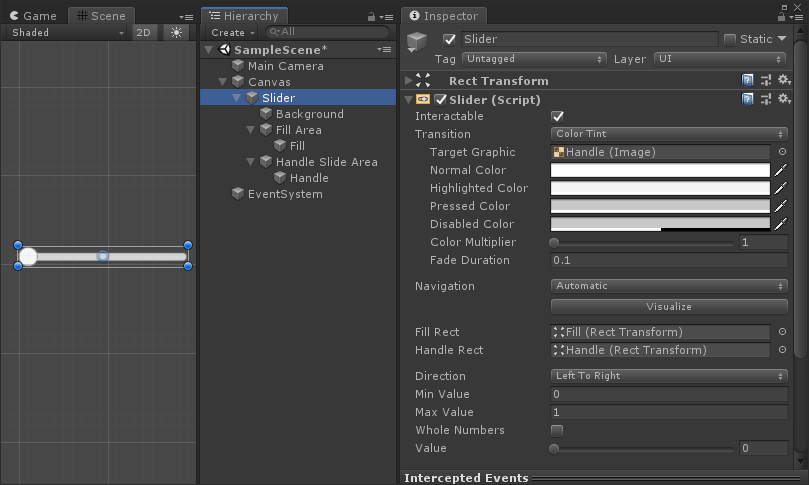 Game
Scene
Shaded
2D
Hierarchy
Create
All
SampleScene*
Main Camera
Canvas
Slider
Background
Fill Area
Fill
Handle Slide Area
Handle
EventSystem
Inspector
Slider
Static
Tag
Untagged
Layer
UI
Rect Transform
Slider (Script)
Interactable
Transition
Color Tint
Target Graphic
Handle (Image)
Normal Color
Highlighted Color
Pressed Color
Disabled Color
Color Multiplier
1
Fade Duration
0.1
Navigation
Automatic
Visualize
Fill Rect
Fill (Rect Transform)
Handle Rect
Handle (Rect Transform)
Direction
Left To Right
Min Value
0
Max Value
1
Whole Numbers
Value
0
Intercepted Events